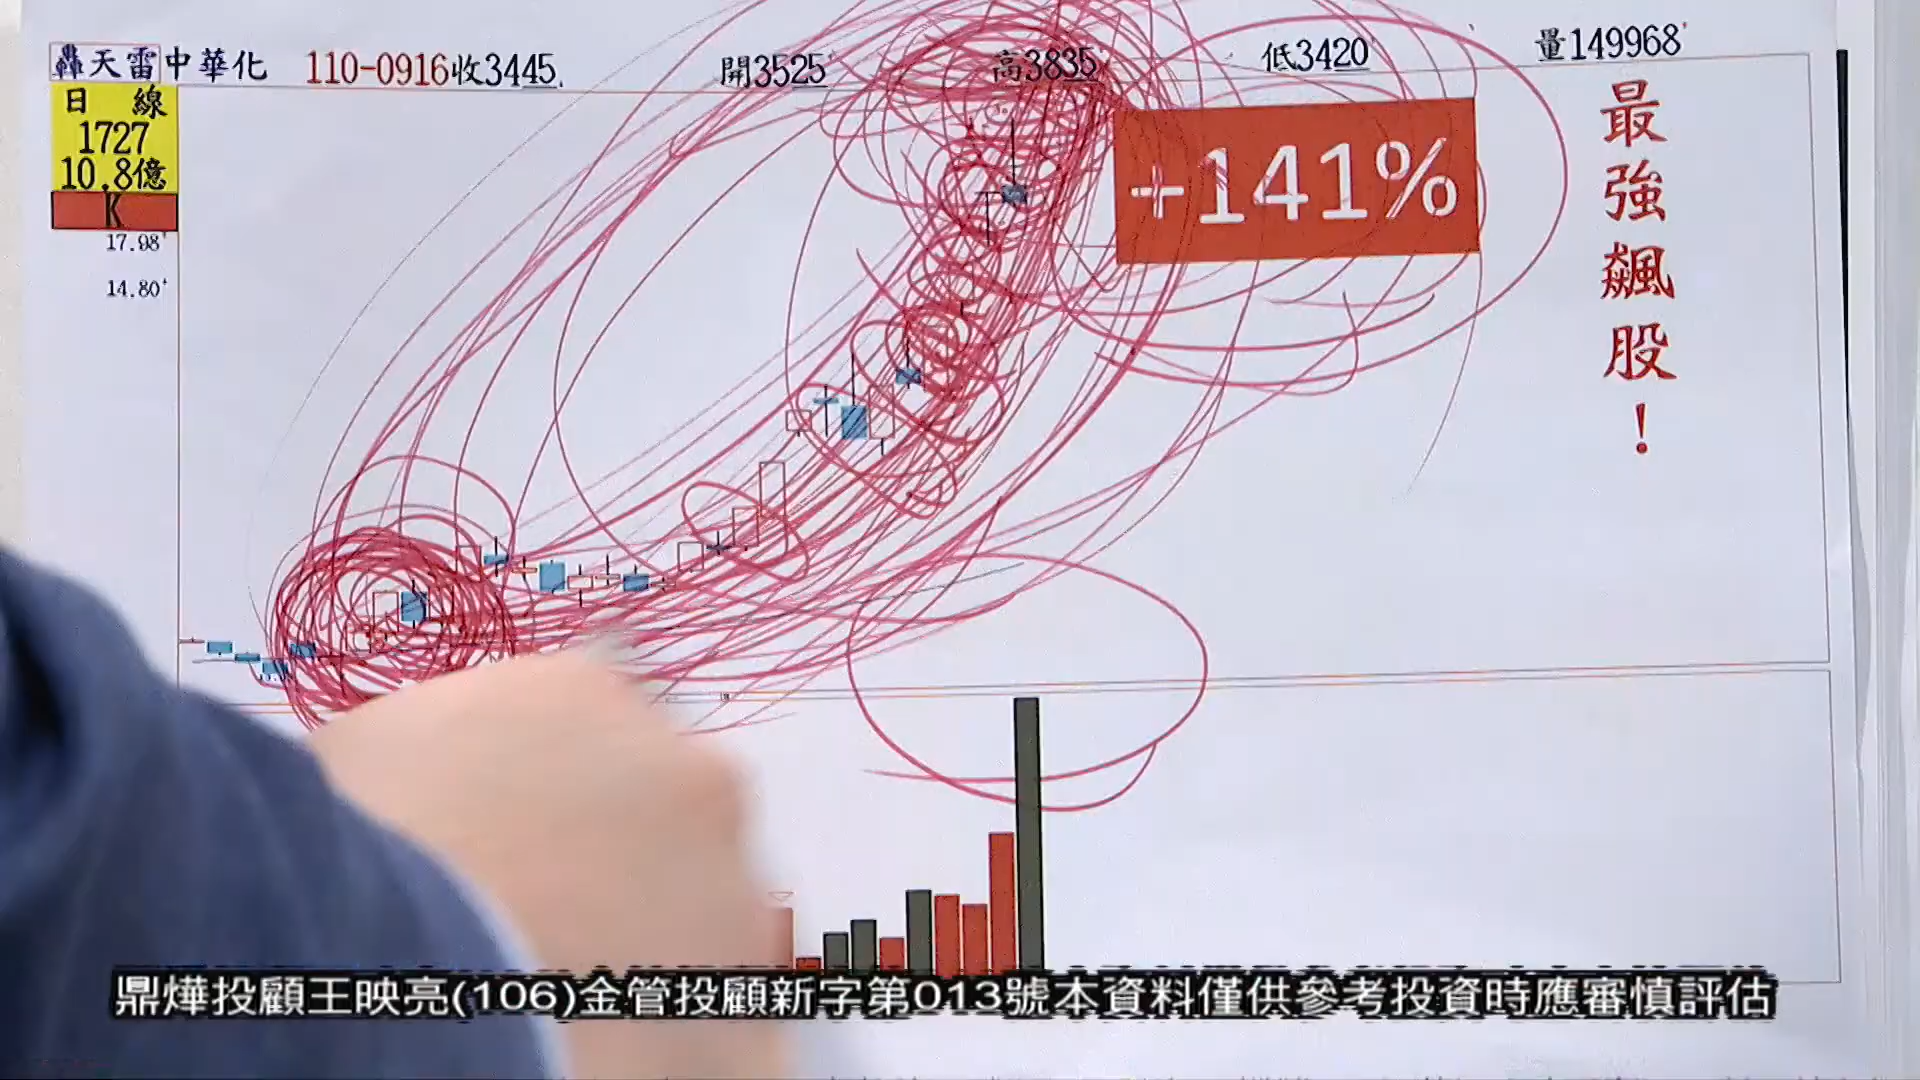 轟天雷中華化 110-0916收3445 開3525 高3835 低3420 量149968
日 線
1727
10.8億
K
17.98
14.80
+141%
最強飆股!
鼎燁投顧王映亮(106)金管投顧新字第013號本資料僅供參考投資時應審慎評估